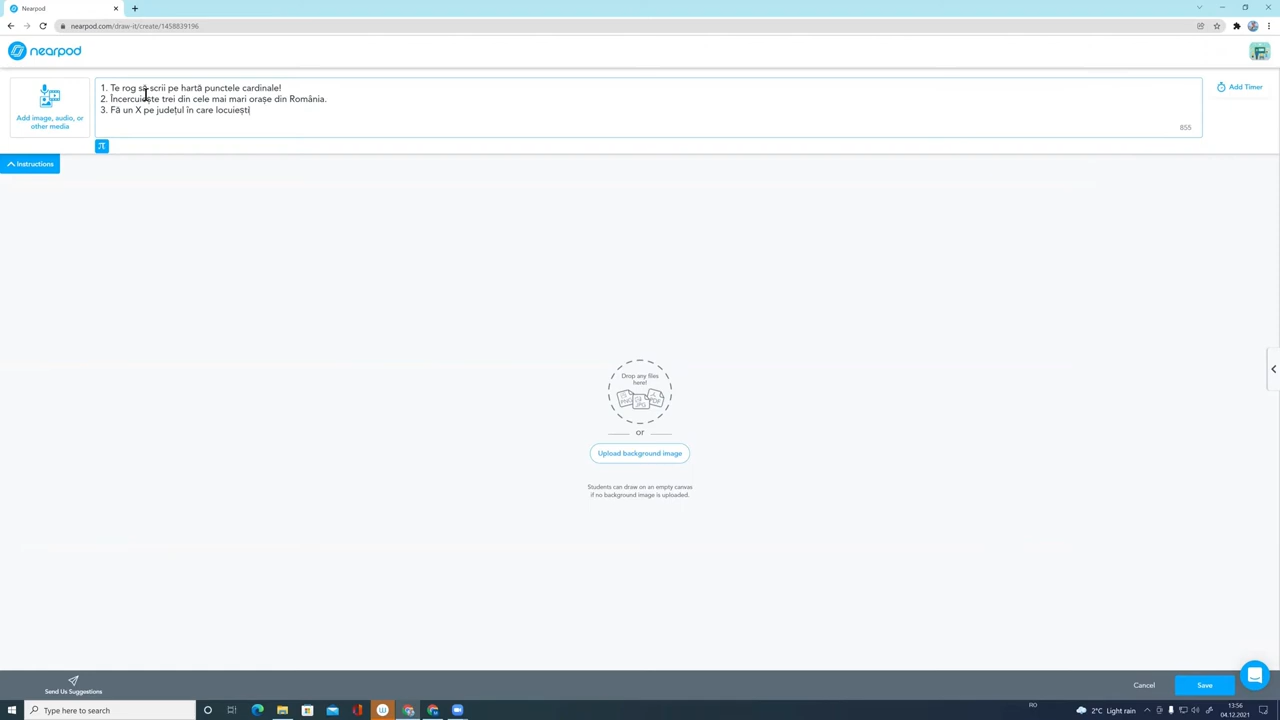 Nearpod
nearpod.com/draw-it/create/1458839196
nearpod
Add image, audio, or
other media
1. Te rog să scrii pe hartă punctele cardinale!
2. Încercuiește trei din cele mai mari orașe din România.
3. Fă un X pe județul în care locuiești
855
Add Timer
π
Instructions
Drop any files
here!
PNG
JPG
PDF
or
Upload background image
Students can draw on an empty canvas
if no background image is uploaded.
Send Us Suggestions
Cancel
Save
Type here to search
W
2°C Light rain
RO
13:56
04.12.2021